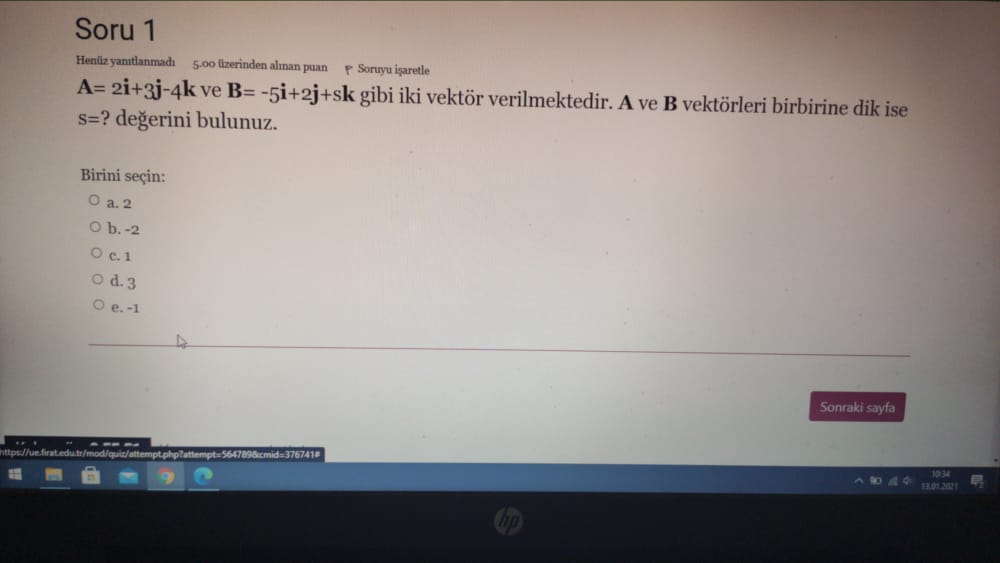 Soru 1
Henüz yanıtlanmadı 5.00 üzerinden alınan puan Soruyu işaretle
A= 2i+3j-4k ve B= -5i+2j+sk gibi iki vektör verilmektedir. A ve B vektörleri birbirine dik ise
s=? değerini bulunuz.
Birini seçin:
a. 2
b. -2
c. 1
d. 3
e. -1
Sonraki sayfa
https://ue.firat.edu.tr/mod/quiz/attempt.php?attempt=564789&cmid=376741#
10:34
13.01.2021
hp